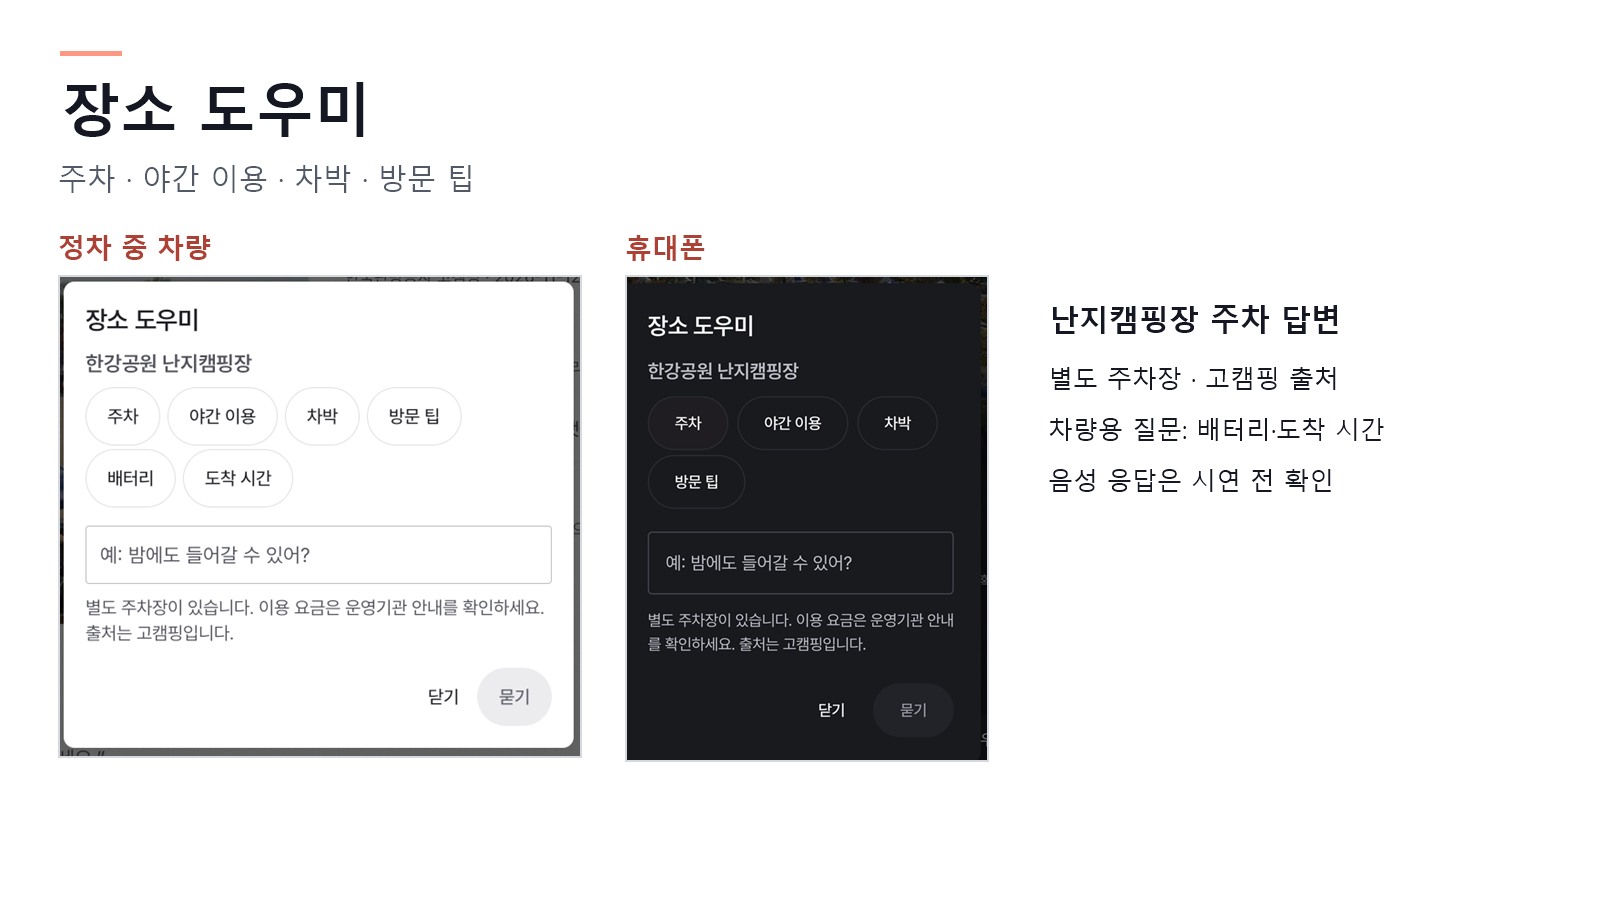 장소 도우미
주차 · 야간 이용 · 차박 · 방문 팁
정차 중 차량
장소 도우미
한강공원 난지캠핑장
주차
야간 이용
차박
방문 팁
배터리
도착 시간
예: 밤에도 들어갈 수 있어?
별도 주차장이 있습니다. 이용 요금은 운영기관 안내를 확인하세요.
출처는 고캠핑입니다.
닫기
묻기
휴대폰
장소 도우미
한강공원 난지캠핑장
주차
야간 이용
차박
방문 팁
예: 밤에도 들어갈 수 있어?
별도 주차장이 있습니다. 이용 요금은 운영기관 안내
를 확인하세요. 출처는 고캠핑입니다.
닫기
묻기
난지캠핑장 주차 답변
별도 주차장 · 고캠핑 출처
차량용 질문: 배터리·도착 시간
음성 응답은 시연 전 확인